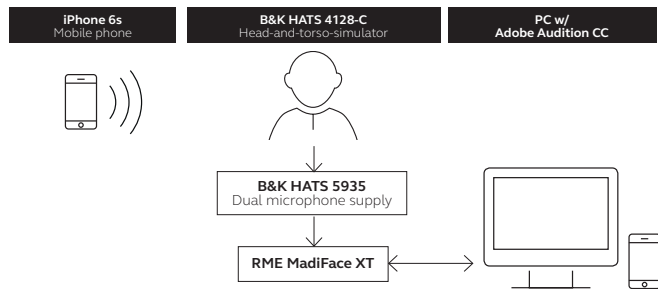 iPhone 6s
Mobile phone
B&K HATS 4128-C
Head-and-torso-simulator
PC w/
Adobe Audition CC
B&K HATS 5935
Dual microphone supply
RME MadiFace XT